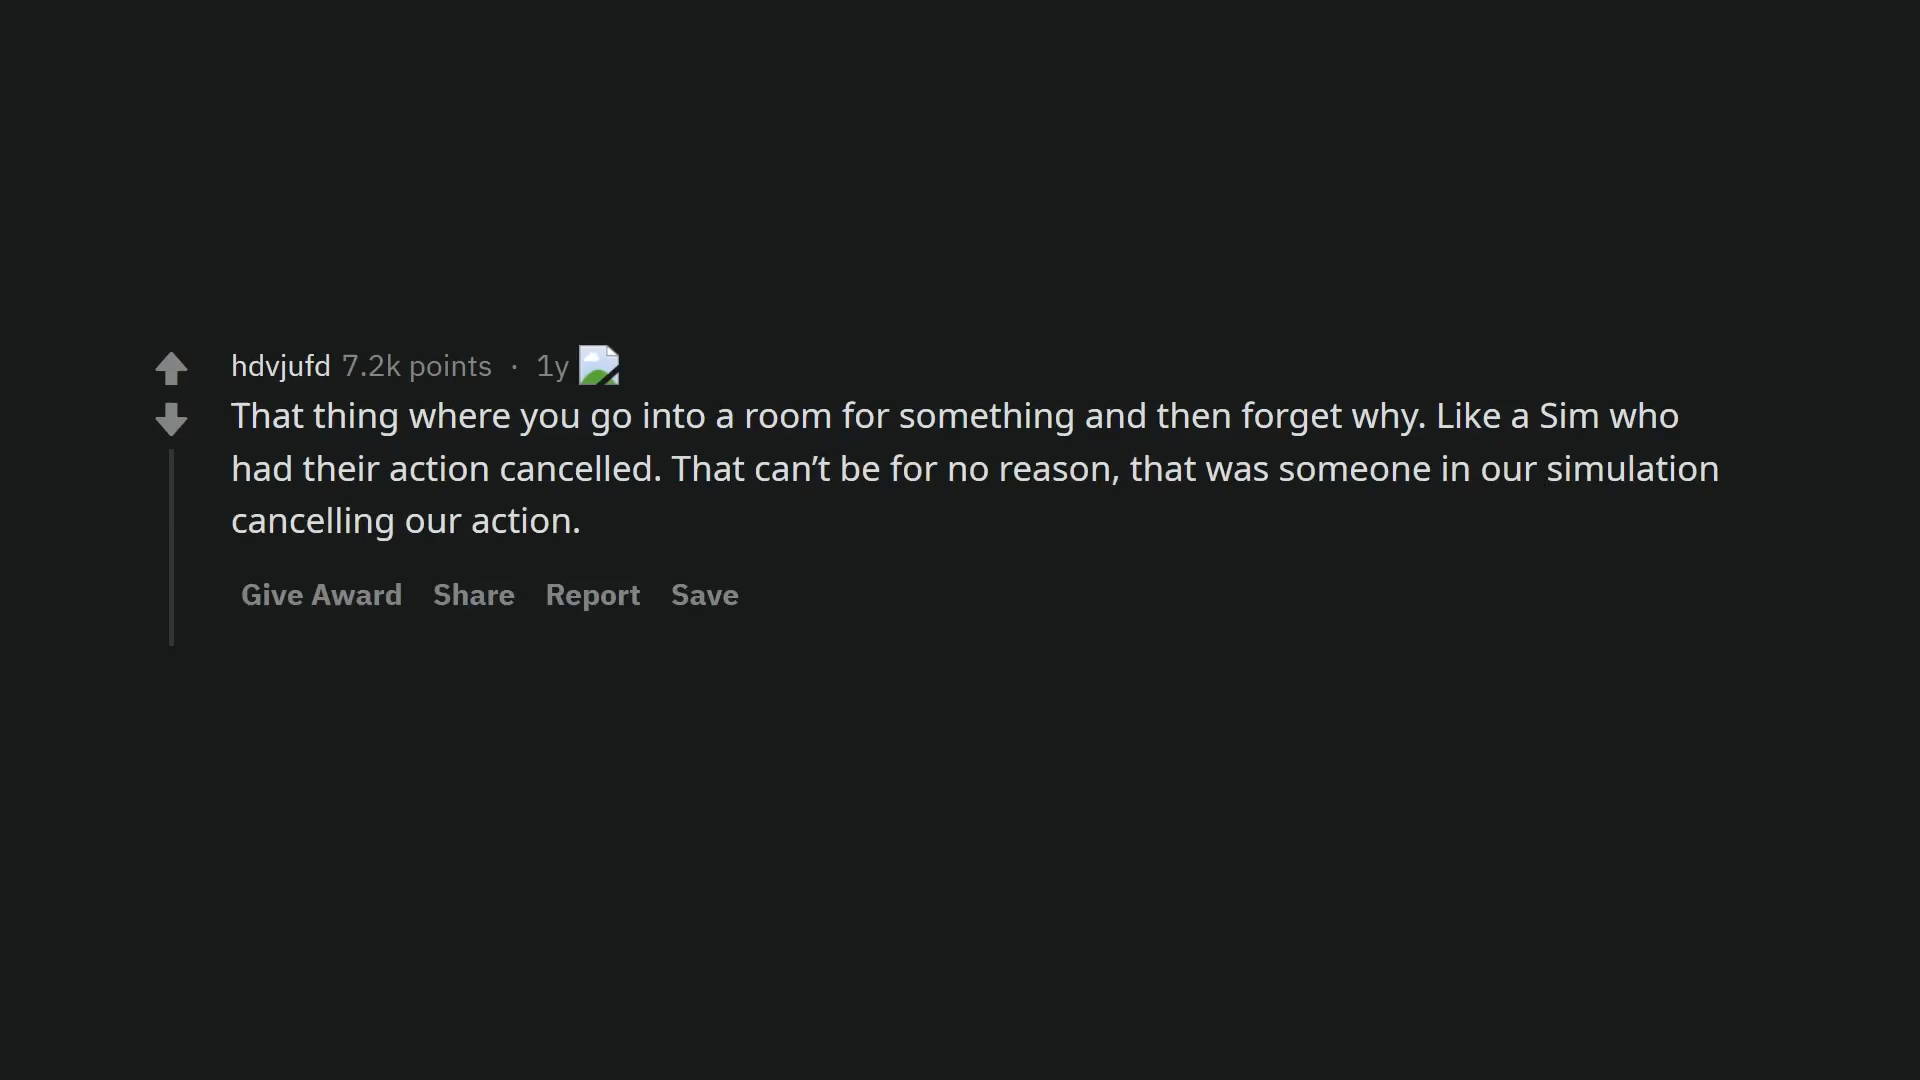 hdvjufd 7.2k points · 1y
That thing where you go into a room for something and then forget why. Like a Sim who
had their action cancelled. That can’t be for no reason, that was someone in our simulation
cancelling our action.
Give Award Share Report Save